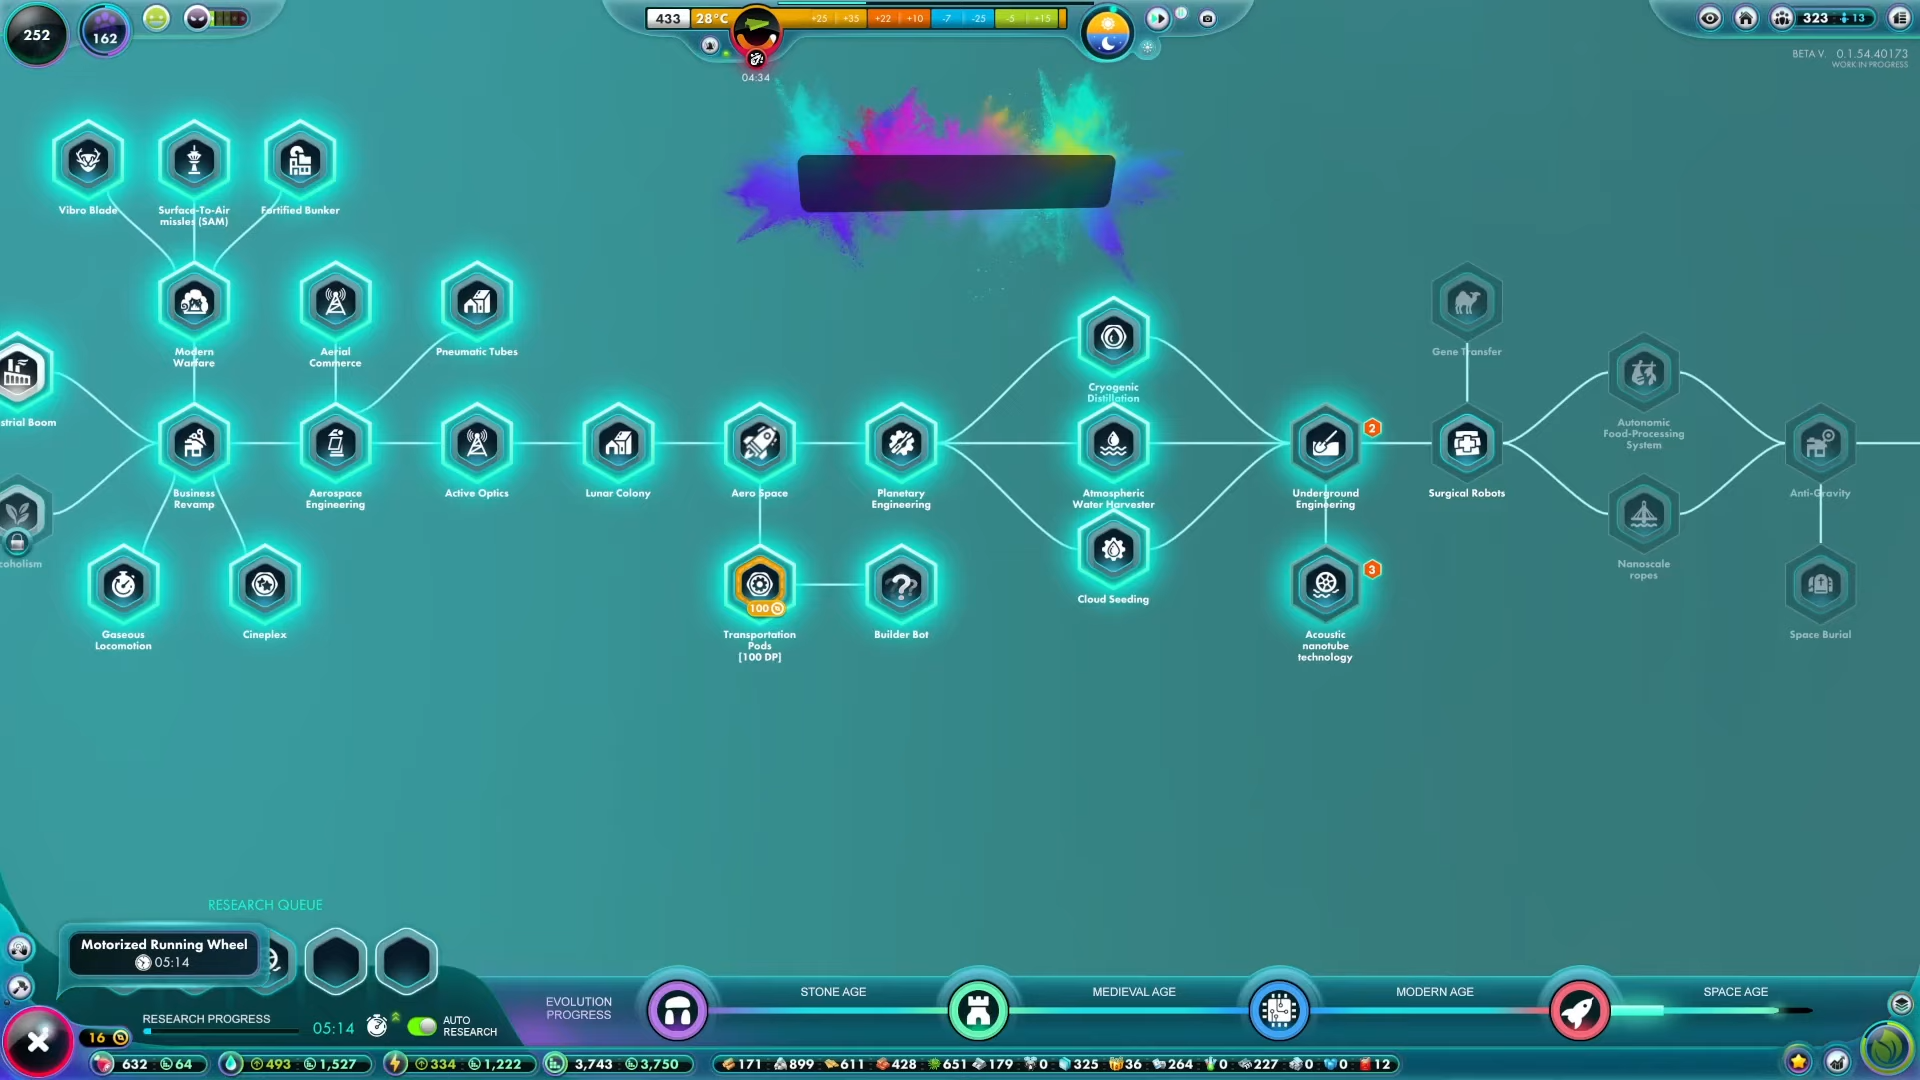 252
162
433
28°C
+25
+35
+22
+10
-7
-25
-5
+15
04:34
323
13
BETA V. 0.1.54.40173
WORK IN PROGRESS
Vibro Blade
Surface-To-Air
missles (SAM)
Fortified Bunker
Modern
Warfare
Aerial
Commerce
Pneumatic Tubes
Cryogenic
Distillation
Gene Transfer
strial Boom
Autonomic
Food-Processing
System
2
Business
Revamp
Aerospace
Engineering
Active Optics
Lunar Colony
Aero Space
Planetary
Engineering
Atmospheric
Water Harvester
Underground
Engineering
Surgical Robots
Anti-Gravity
coholism
Nanoscale
ropes
3
100
Cloud Seeding
Gaseous
Locomotion
Cineplex
Transportation
Pods
[100 DP]
Builder Bot
Acoustic
nanotube
technology
Space Burial
RESEARCH QUEUE
Motorized Running Wheel
05:14
RESEARCH PROGRESS
05:14
AUTO
RESEARCH
EVOLUTION
PROGRESS
STONE AGE
MEDIEVAL AGE
MODERN AGE
SPACE AGE
16
632
64
493
1,527
334
1,222
3,743
3,750
171
899
611
428
651
179
0
325
36
264
0
227
0
0
12